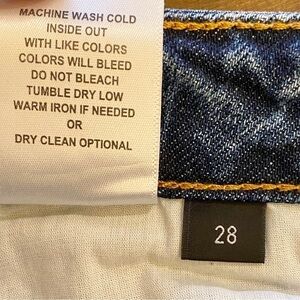 MACHINE WASH COLD
INSIDE OUT
WITH LIKE COLORS
COLORS WILL BLEED
DO NOT BLEACH
TUMBLE DRY LOW
WARM IRON IF NEEDED
OR
DRY CLEAN OPTIONAL
28